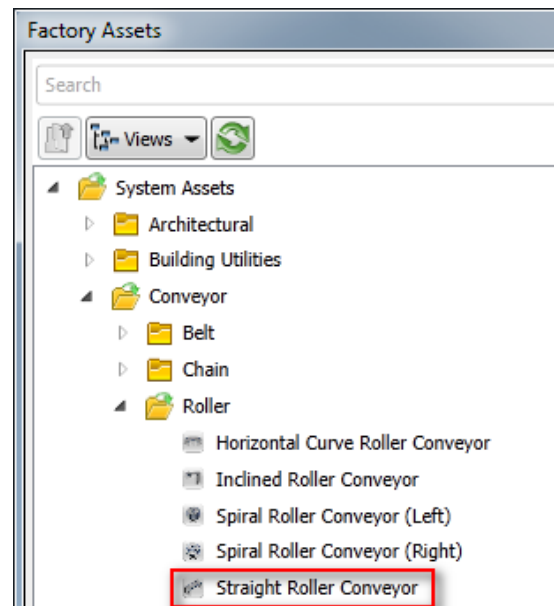 Factory Assets
Search
Views
System Assets
Architectural
Building Utilities
Conveyor
Belt
Chain
Roller
Horizontal Curve Roller Conveyor
Inclined Roller Conveyor
Spiral Roller Conveyor (Left)
Spiral Roller Conveyor (Right)
Straight Roller Conveyor